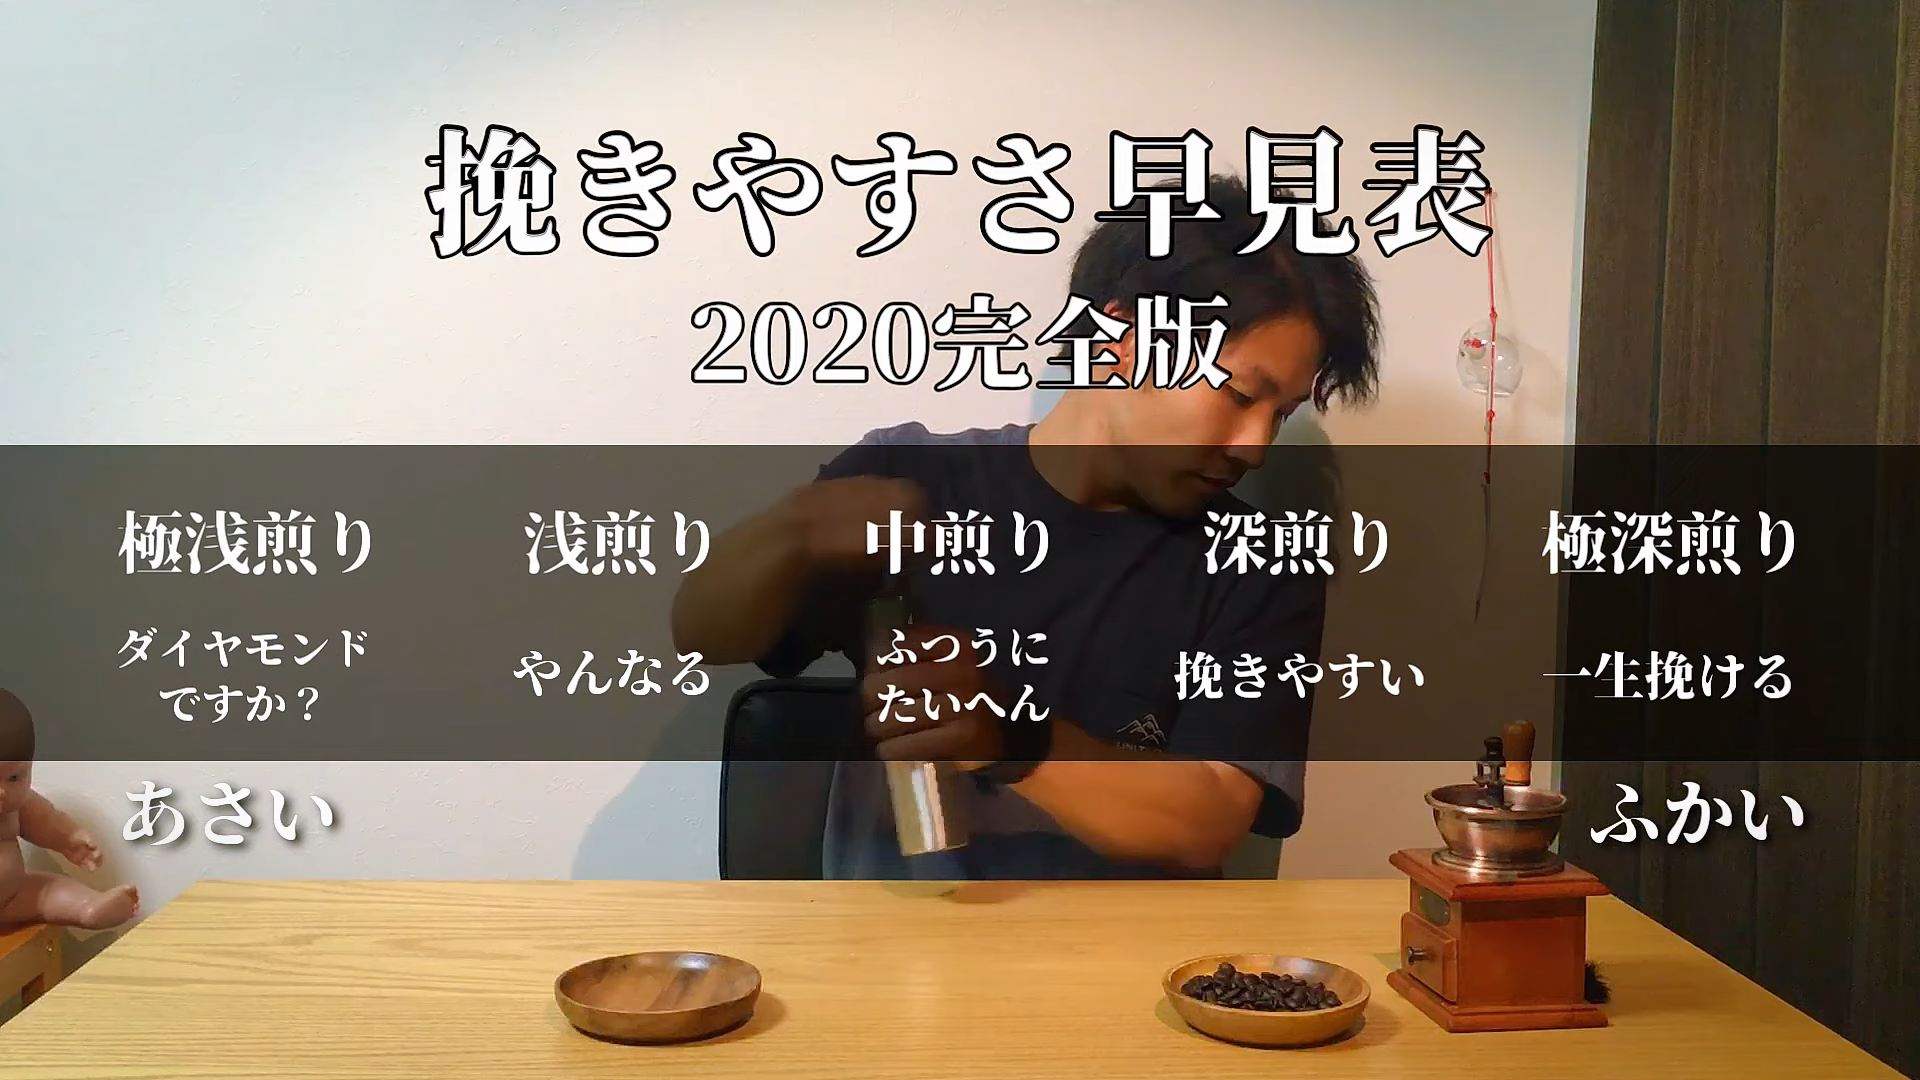 挽きやすさ早見表
2020完全版
極浅煎り
浅煎り
中煎り
深煎り
極深煎り
ダイヤモンド
ですか?
やんなる
ふつうに
たいへん
挽きやすい
一生挽ける
あさい
ふかい